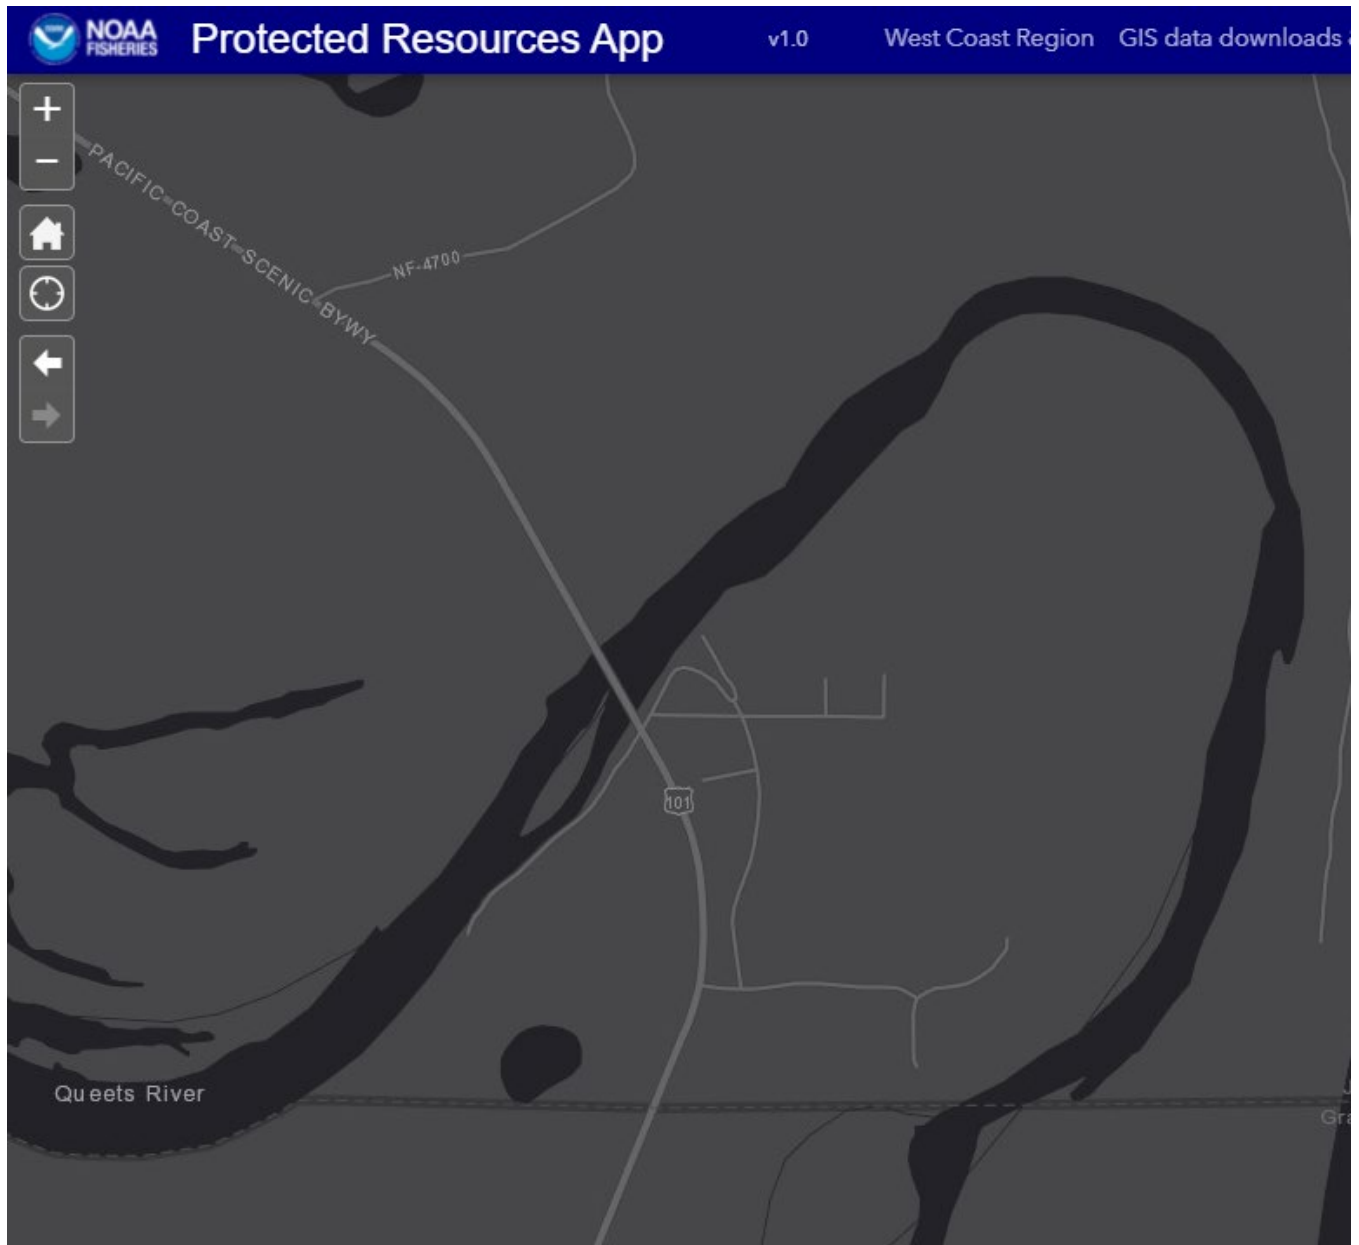 NOAA
FISHERIES
Protected Resources App
v1.0
West Coast Region
GIS data downloads
PACIFIC COAST SCENIC BYWY
NF-4700
101
Queets River